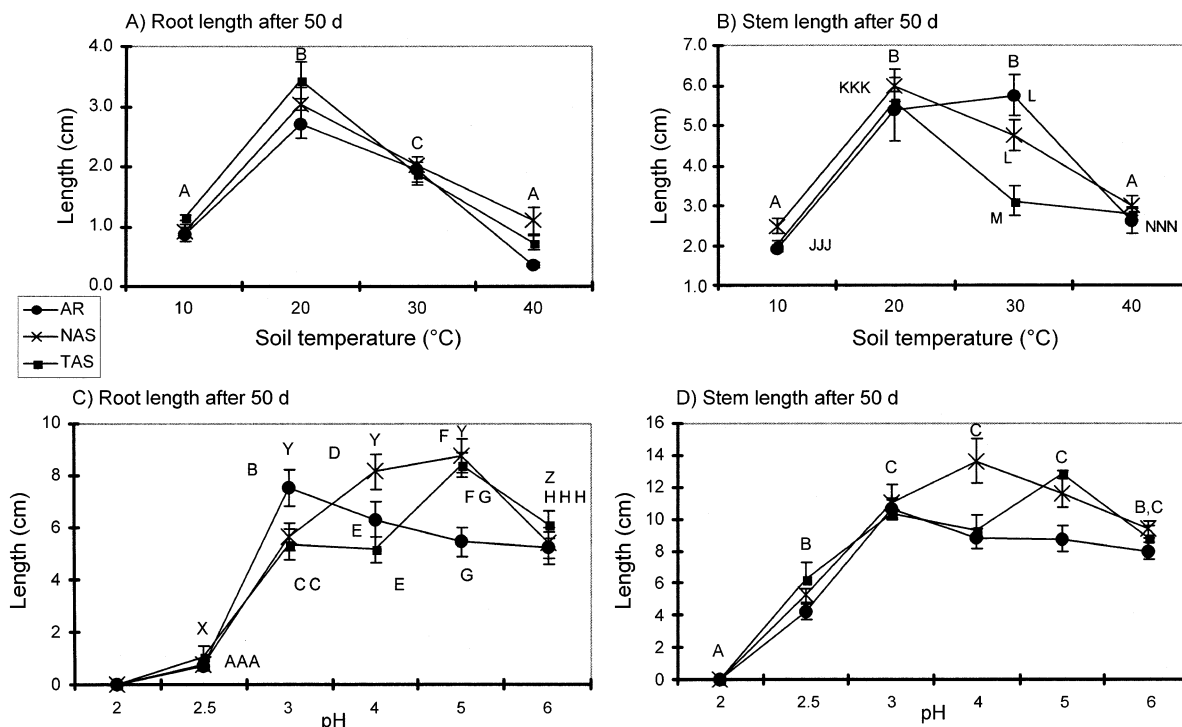 A) Root length after 50 d
4.0
3.0
2.0
1.0
0.0
Length (cm)
A
B
C
A
10 20 30 40
Soil temperature (°C)
B) Stem length after 50 d
7.0
6.0
5.0
4.0
3.0
2.0
1.0
Length (cm)
B
B
KKK
L
L
A
A
M
NNN
JJJ
10 20 30 40
Soil temperature (°C)
AR
NAS
TAS
C) Root length after 50 d
10
8
6
4
2
0
Length (cm)
B
Y
D
Y
F
Y
Z
F G
H H H
E
C C
E
G
X
AAA
2 2.5 3 4 5 6
pH
D) Stem length after 50 d
16
14
12
10
8
6
4
2
0
Length (cm)
C
C
C
B,C
B
A
2 2.5 3 4 5 6
pH